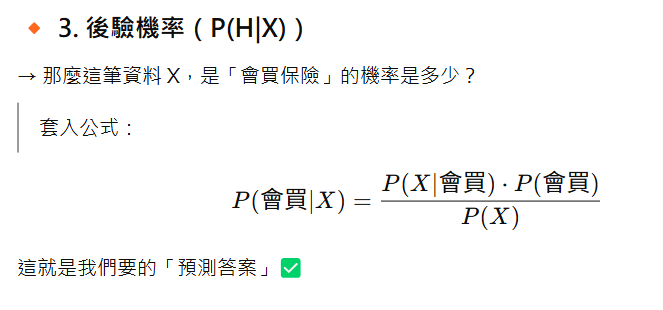 🔸 3. 後驗機率（P(H|X)）
→ 那麼這筆資料 X，是「會買保險」的機率是多少？
套入公式：
P(會買|X) = P(X|會買) · P(會買) / P(X)
這就是我們要的「預測答案」✅